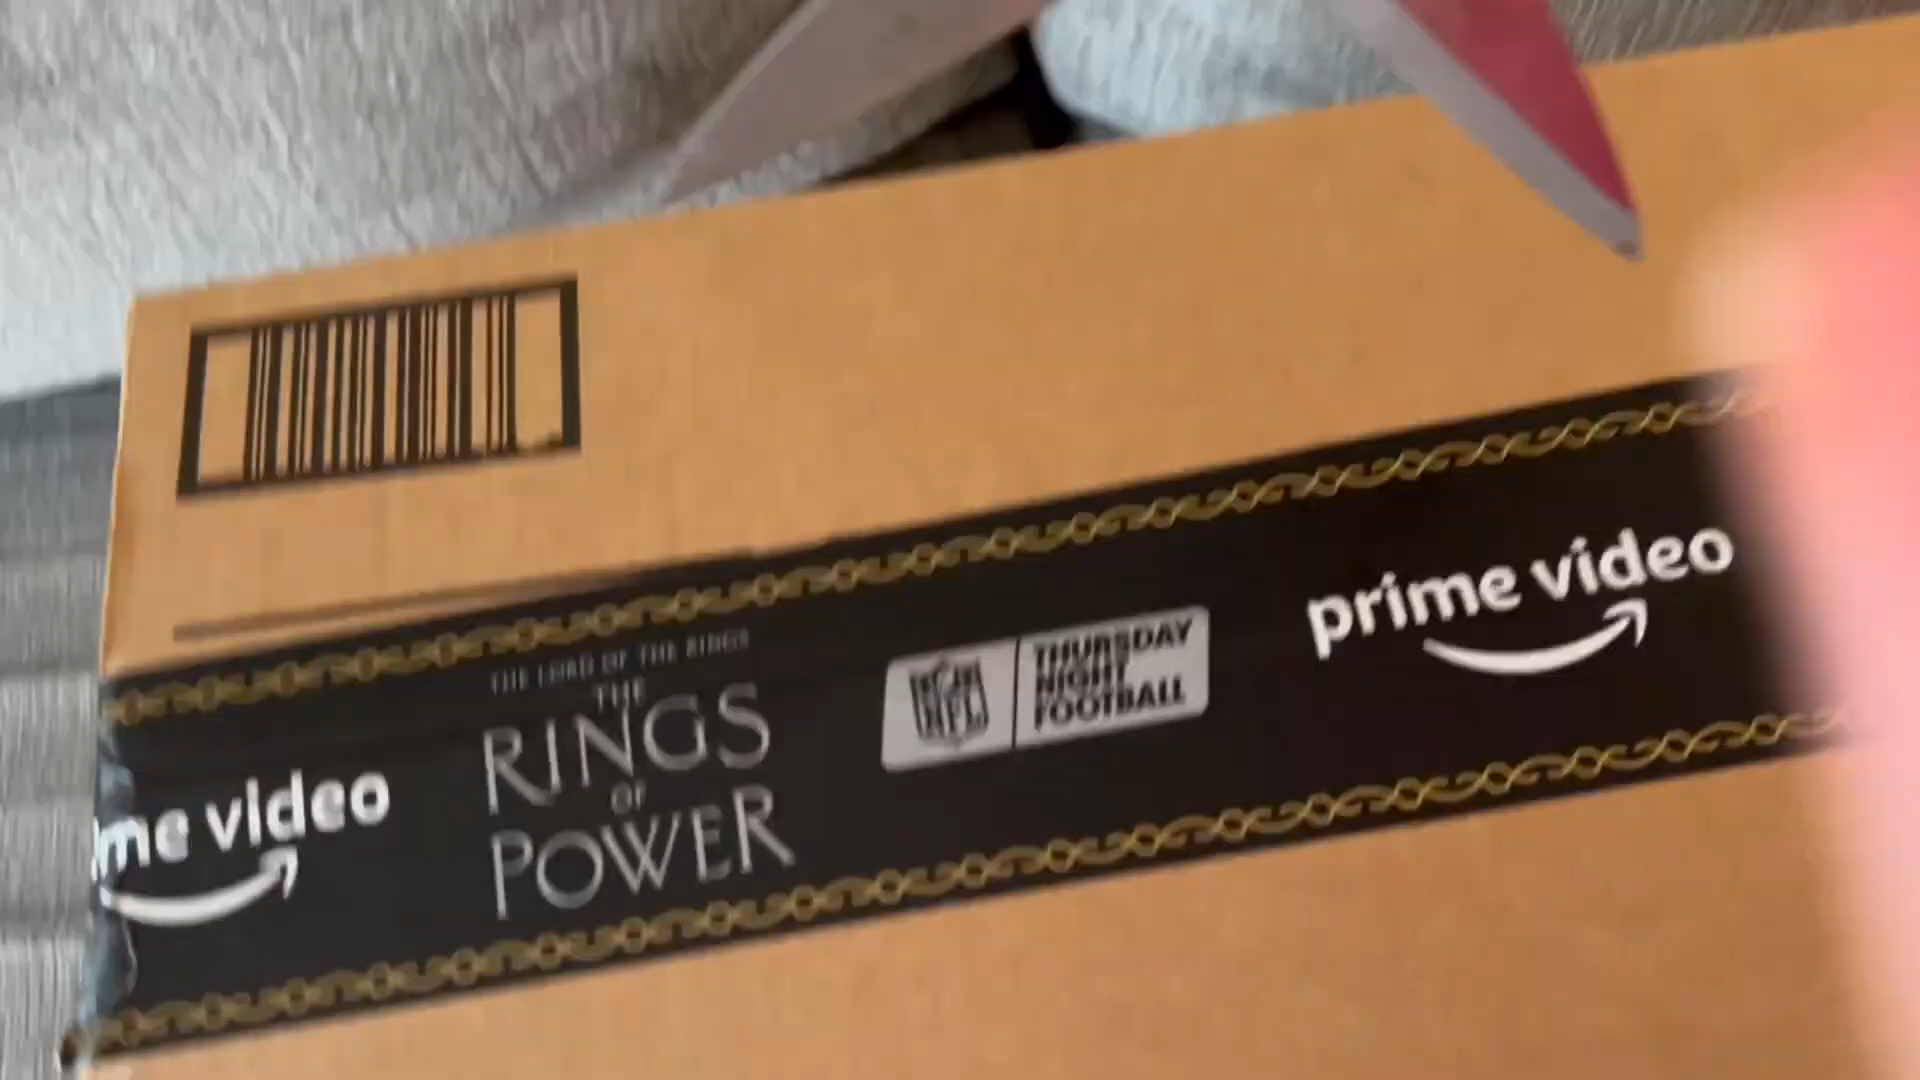 me video
THE LORD OF THE RINGS
THE
RINGS
OF
POWER
NFL
THURSDAY
NIGHT
FOOTBALL
prime video